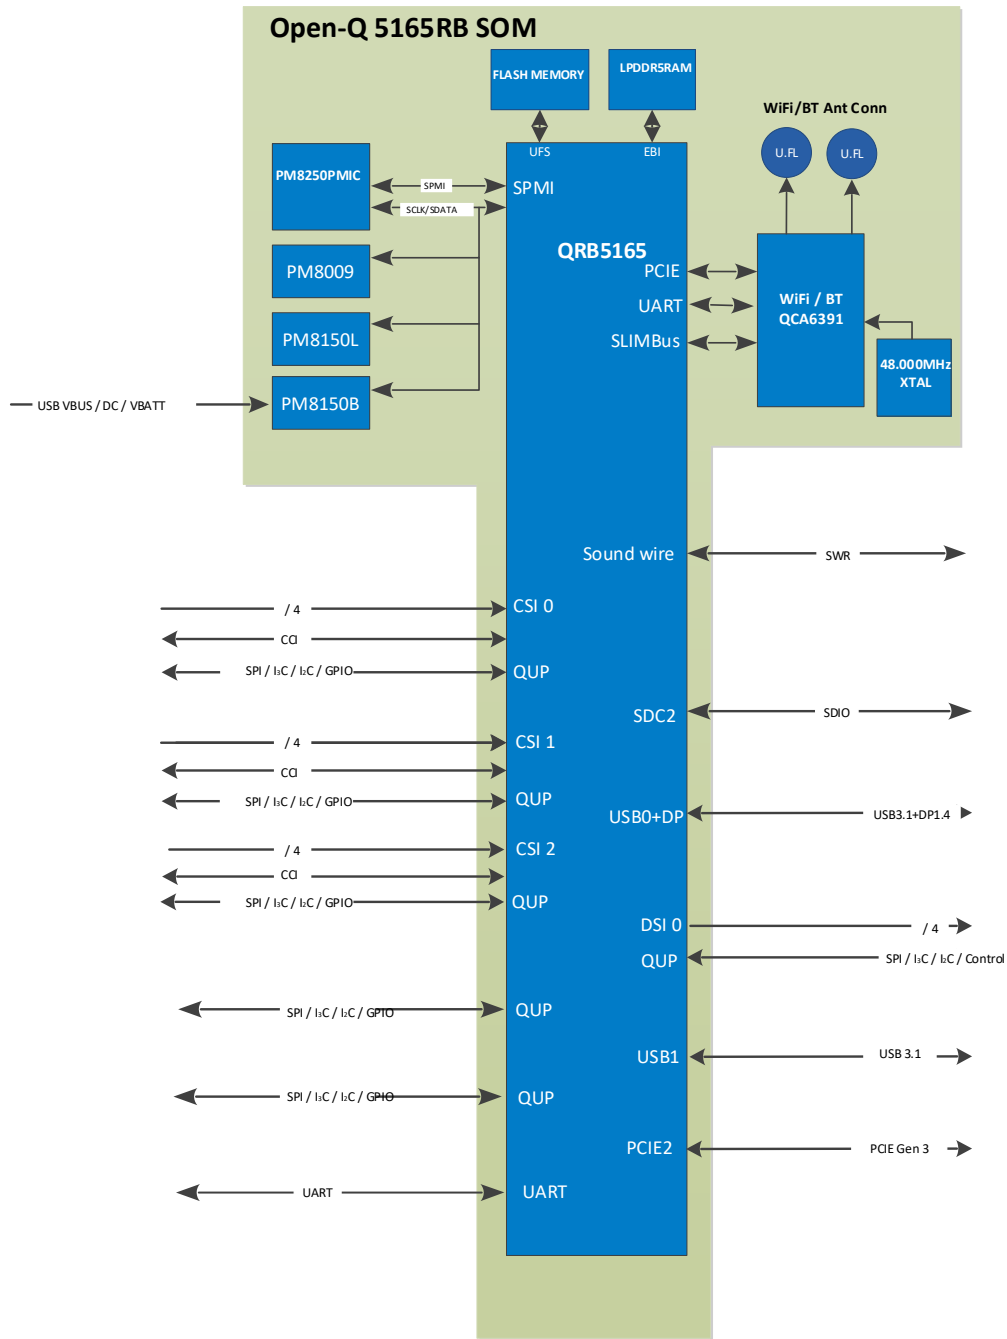 Open-Q 5165RB SOM
FLASH MEMORY
LPDDR5RAM
WiFi/BT Ant Conn
U.FL
U.FL
UFS
EBI
PM8250PMIC
SPMI
SPMI
SCLK/SDATA
QRB5165
PM8009
PCIE
UART
SLIMBus
WiFi / BT
QCA6391
PM8150L
48.000MHz
XTAL
PM8150B
USB VBUS / DC / VBATT
Sound wire
SWR
/ 4
CSI 0
CCI
SPI / I3C / I2C / GPIO
QUP
SDC2
SDIO
/ 4
CSI 1
CCI
SPI / I3C / I2C / GPIO
QUP
USB0+DP
USB3.1+DP1.4
/ 4
CSI 2
CCI
SPI / I3C / I2C / GPIO
QUP
DSI 0
/ 4
QUP
SPI / I3C / I2C / Control
SPI / I3C / I2C / GPIO
QUP
USB1
USB 3.1
SPI / I3C / I2C / GPIO
QUP
PCIE2
PCIE Gen 3
UART
UART